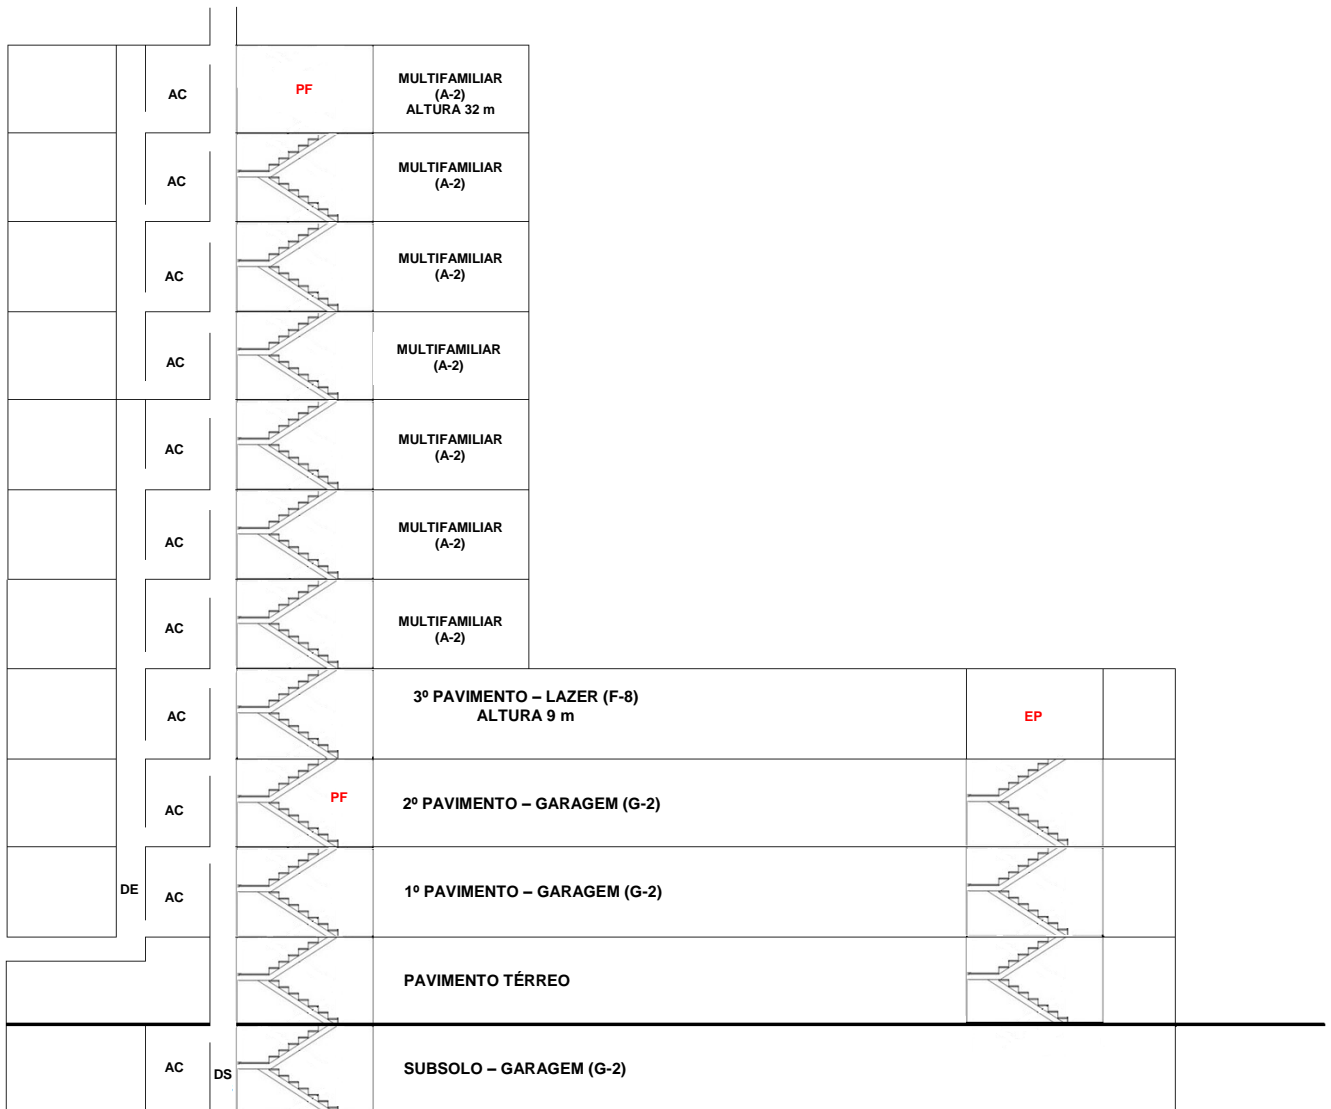 AC
PF
MULTIFAMILIAR
(A-2)
ALTURA 32 m
AC
MULTIFAMILIAR
(A-2)
AC
MULTIFAMILIAR
(A-2)
AC
MULTIFAMILIAR
(A-2)
AC
MULTIFAMILIAR
(A-2)
AC
MULTIFAMILIAR
(A-2)
AC
MULTIFAMILIAR
(A-2)
AC
3º PAVIMENTO – LAZER (F-8)
ALTURA 9 m
EP
AC
PF
2º PAVIMENTO – GARAGEM (G-2)
DE
AC
1º PAVIMENTO – GARAGEM (G-2)
PAVIMENTO TÉRREO
AC
DS
SUBSOLO – GARAGEM (G-2)